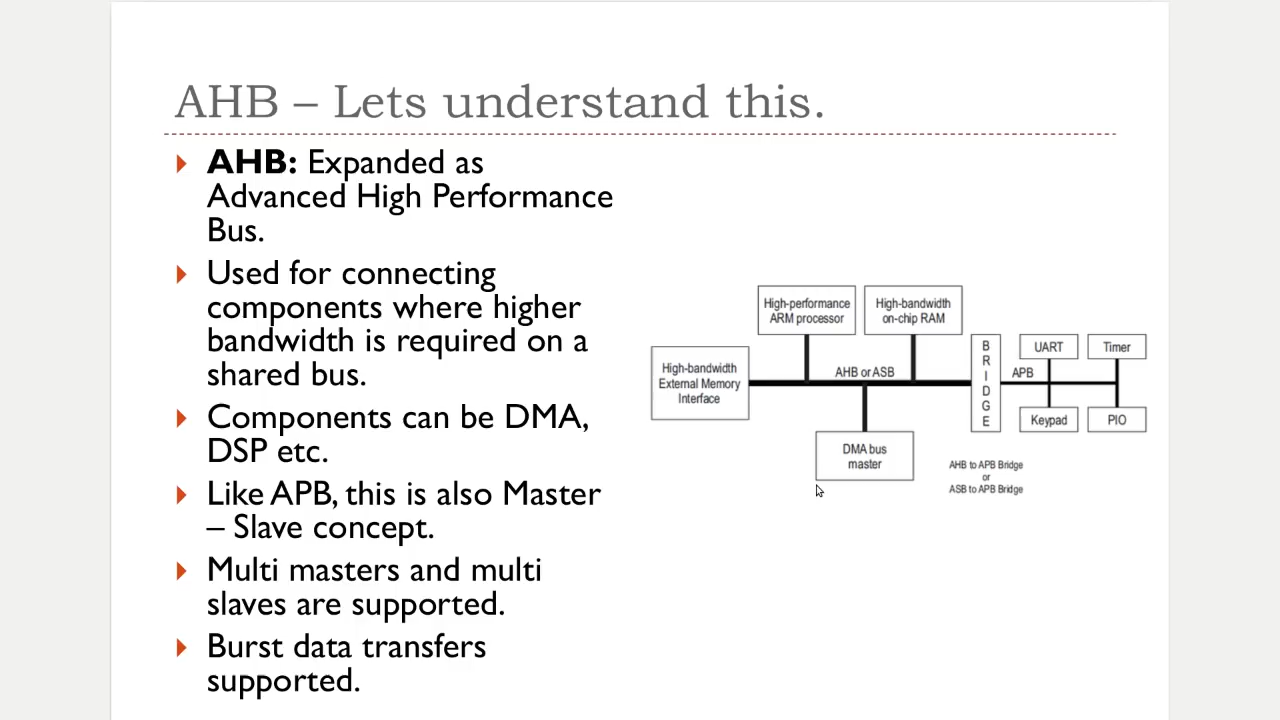 AHB – Lets understand this.
AHB: Expanded as
Advanced High Performance
Bus.
Used for connecting
components where higher
bandwidth is required on a
shared bus.
Components can be DMA,
DSP etc.
Like APB, this is also Master
– Slave concept.
Multi masters and multi
slaves are supported.
Burst data transfers
supported.
High-performance
ARM processor
High-bandwidth
on-chip RAM
High-bandwidth
External Memory
Interface
AHB or ASB
DMA bus
master
B
R
I
D
G
E
APB
UART
Timer
Keypad
PIO
AHB to APB Bridge
or
ASB to APB Bridge